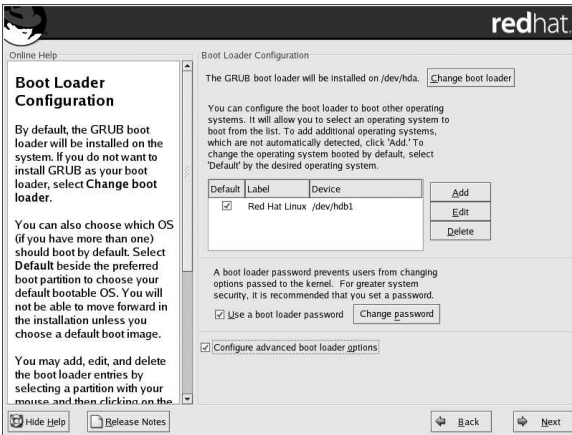 redhat.
Online Help
Boot Loader
Configuration
By default, the GRUB boot
loader will be installed on the
system. If you do not want to
install GRUB as your boot
loader, select Change boot
loader.
You can also choose which OS
(if you have more than one)
should boot by default. Select
Default beside the preferred
boot partition to choose your
default bootable OS. You will
not be able to move forward in
the installation unless you
choose a default boot image.
You may add, edit, and delete
the boot loader entries by
selecting a partition with your
mouse and then clicking on the
Boot Loader Configuration
The GRUB boot loader will be installed on /dev/hda. Change boot loader
You can configure the boot loader to boot other operating
systems. It will allow you to select an operating system to
boot from the list. To add additional operating systems,
which are not automatically detected, click 'Add.' To
change the operating system booted by default, select
'Default' by the desired operating system.
Default Label Device
Red Hat Linux /dev/hdb1
Add
Edit
Delete
A boot loader password prevents users from changing
options passed to the kernel. For greater system
security, it is recommended that you set a password.
Use a boot loader password Change password
Configure advanced boot loader options
Hide Help Release Notes Back Next